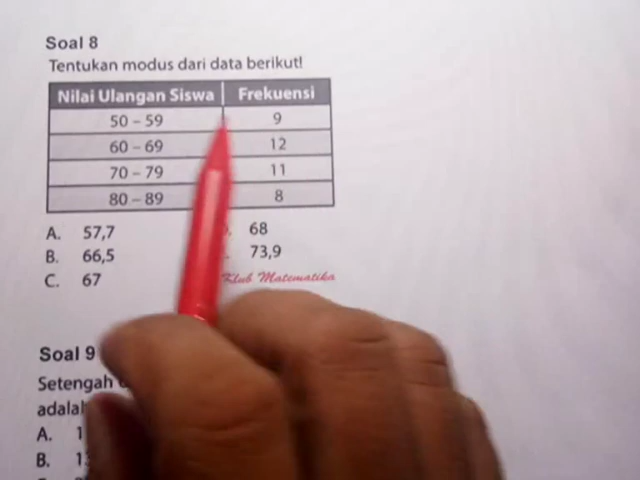 Soal 8
Tentukan modus dari data berikut!
Nilai Ulangan Siswa Frekuensi
50 – 59 9
60 – 69 12
70 – 79 11
80 – 89 8
A. 57,7
68
B. 66,5
73,9
C. 67
Klub Matematika
Soal 9
Setengah
A.
B.